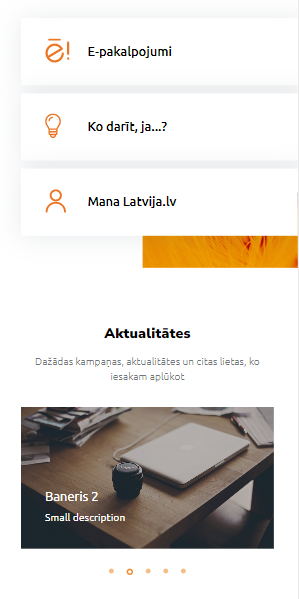 ē!
E-pakalpojumi
Ko darīt, ja...?
Mana Latvija.lv
Aktualitātes
Dažādas kampaņas, aktualitātes un citas lietas, ko
iesakam aplūkot
Baneris 2
Small description